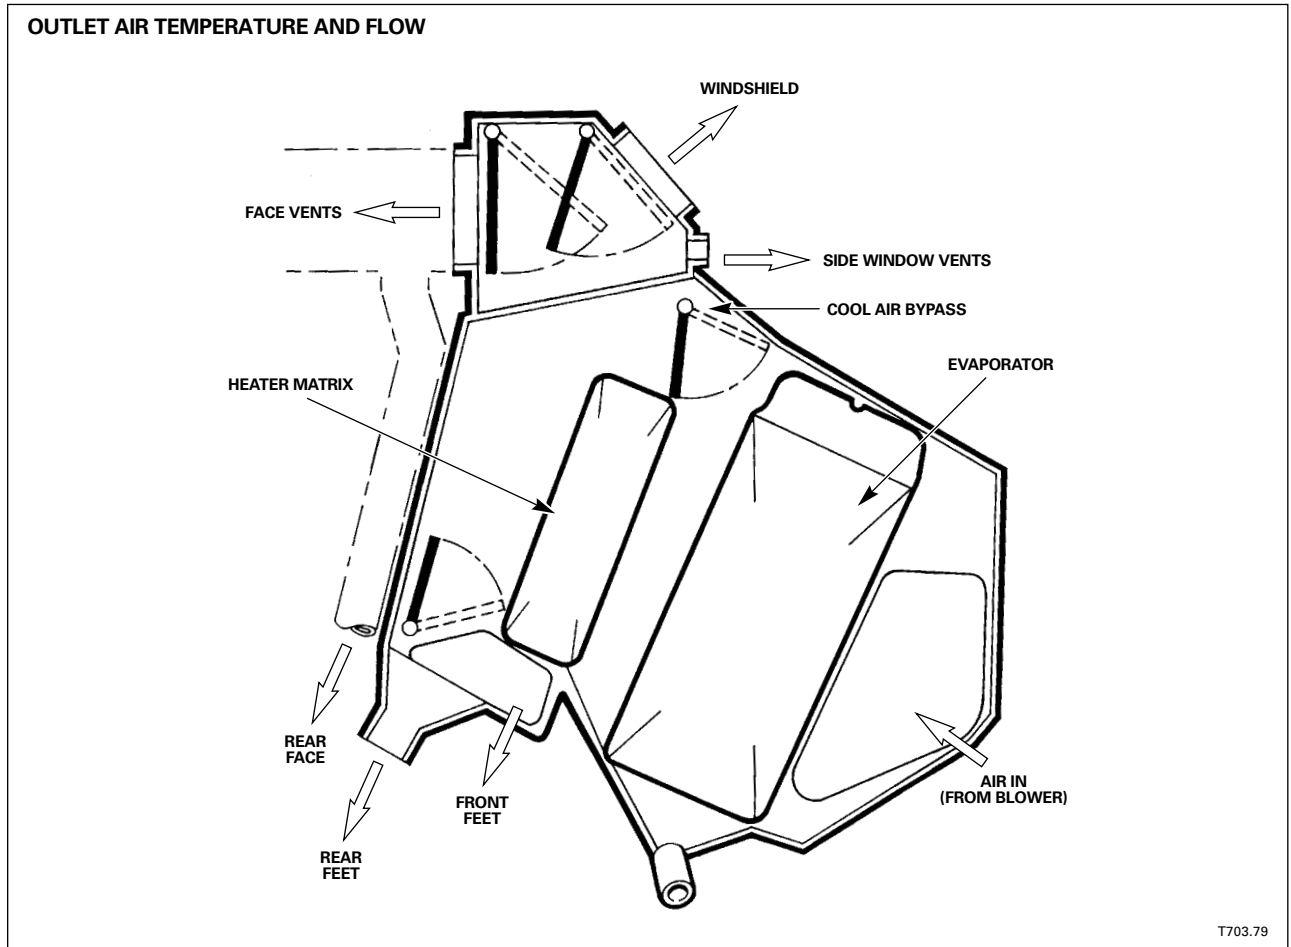 OUTLET AIR TEMPERATURE AND FLOW
WINDSHIELD
FACE VENTS
SIDE WINDOW VENTS
COOL AIR BYPASS
EVAPORATOR
HEATER MATRIX
REAR
FACE
AIR IN
(FROM BLOWER)
FRONT
FEET
REAR
FEET
T703.79